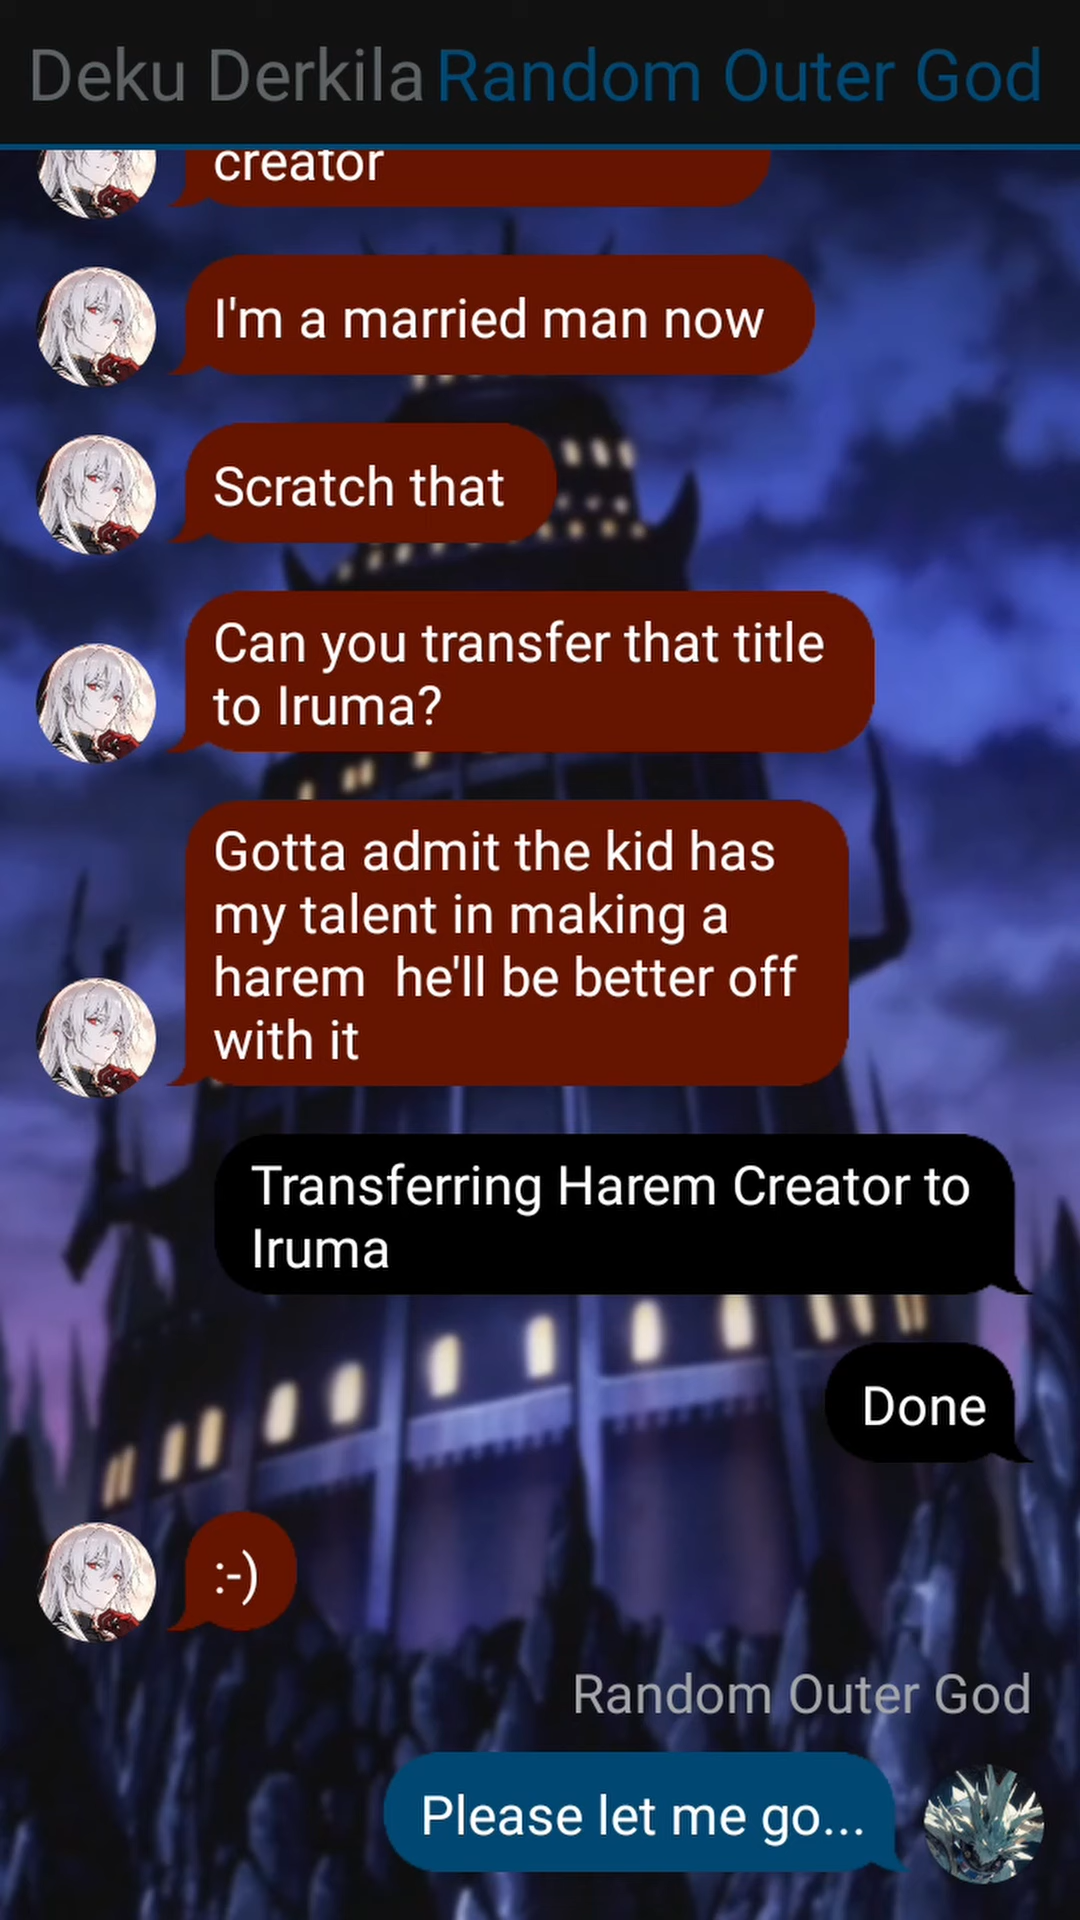 Deku Derkila Random Outer God
creator
I'm a married man now
Scratch that
Can you transfer that title
to Iruma?
Gotta admit the kid has
my talent in making a
harem  he'll be better off
with it
Transferring Harem Creator to
Iruma
Done
:-)
Random Outer God
Please let me go...